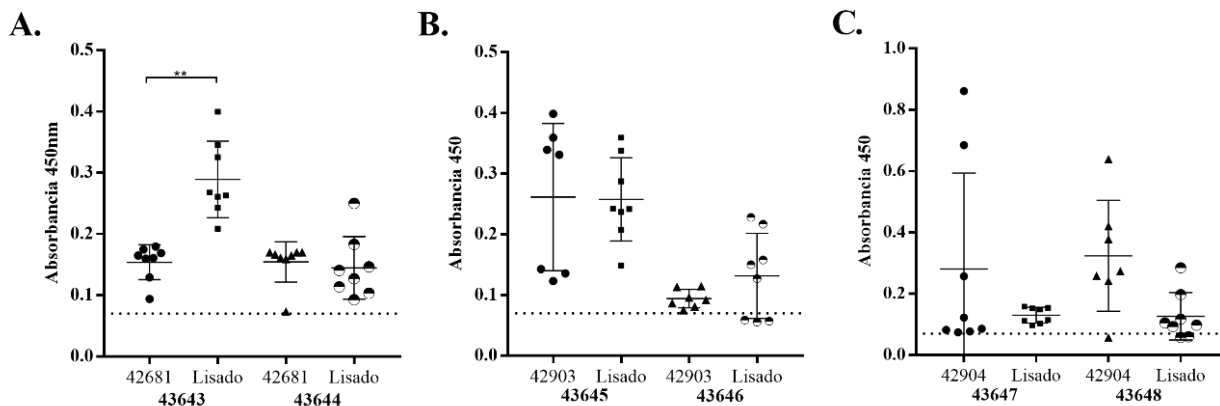 A.
Absorbancia 450nm
0.5
0.4
0.3
0.2
0.1
0.0
**
42681 Lisado 42681 Lisado
43643 43644
B.
Absorbancia 450
0.5
0.4
0.3
0.2
0.1
0.0
42903 Lisado 42903 Lisado
43645 43646
C.
Absorbancia 450
1.0
0.8
0.6
0.4
0.2
0.0
42904 Lisado 42904 Lisado
43647 43648